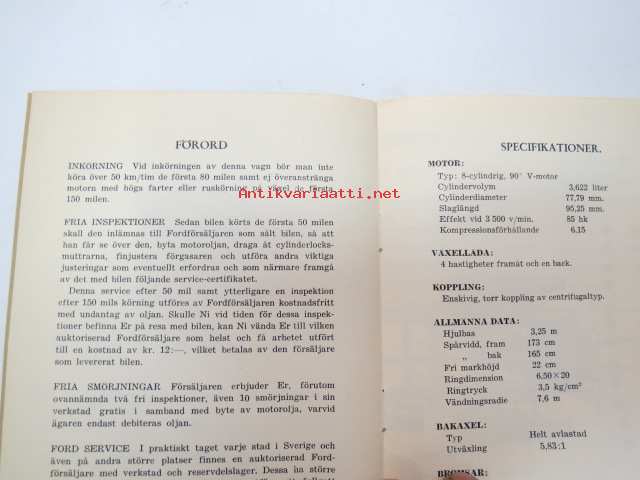 FÖRORD
INKÖRNING Vid inkörningen av denna vagn bör man inte
köra över 50 km/tim de första 80 milen samt ej överanstränga
motorn med höga farter eller ruskörning på vägel de första
150 milen.
FRIA INSPEKTIONER Sedan bilen körts de första 50 milen
skall den inlämnas till Fordförsäljaren som sålt bilen, så att
han får se över den, byta motoroljan, draga åt cylinderlocks-
muttrarna, finjustera förgasaren och utföra andra viktiga
justeringar som eventuellt erfordras och som närmare framgå
av det med bilen följande service-certifikatet.
Denna service efter 50 mil samt ytterligare en inspektion
efter 150 mils körning utföres av Fordförsäljaren kostnadsfritt
med undantag av oljan. Skulle Ni vid tiden för dessa inspek-
tioner befinna Er på resa med bilen, kan Ni vända Er till vilken
auktoriserad Fordförsäljare som helst och få arbetet utfört
till en kostnad av kr. 12:—, vilket betalas av den försäljare
som levererat bilen.
FRIA SMÖRJNINGAR Försäljaren erbjuder Er, förutom
ovannämnda två fri inspektioner, även 10 smörjningar i sin
verkstad gratis i samband med byte av motorolja, varvid
ägaren endast debiteras oljan.
FORD SERVICE I praktiskt taget varje stad i Sverige och
även på andra större platser finnes en auktoriserad Ford-
försäljare med verkstad och reservdelslager. Dessa ha större
SPECIFIKATIONER.
MOTOR:
Typ: 8-cylindrig, 90° V-motor
Cylindervolym 3,622 liter
Cylinderdiameter 77,79 mm.
Slaglängd 95,25 mm.
Effekt vid 3 500 v/min. 85 hk
Kompressionsförhållande 6.15
VÄXELLÅDA:
4 hastigheter framåt och en back.
KOPPLING:
Enskivig, torr koppling av centrifugaltyp.
ALLMÄNNA DATA:
Hjulbas 3,25 m
Spårvidd, fram 173 cm
„ bak 165 cm
Fri markhöjd 22 cm
Ringdimension 6,50×20
Ringtryck 3,5 kg/cm²
Vändningsradie 7,6 m
BAKAXEL:
Typ Helt avlastad
Utväxling 5,83:1
BROMSAR:
Antikvariaatti.net